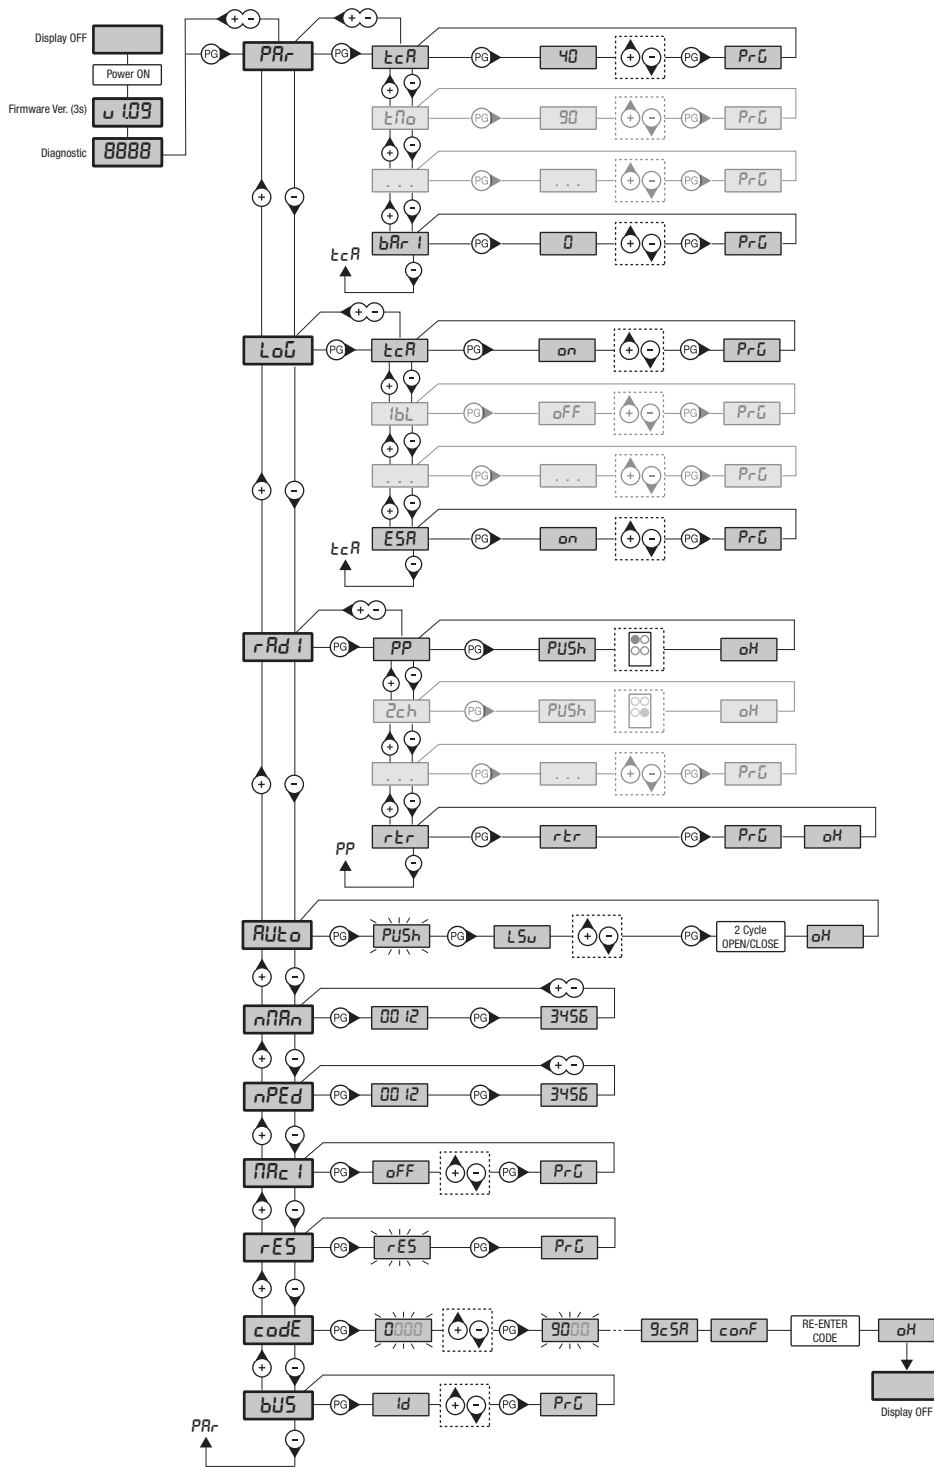 Display OFF
Power ON
Firmware Ver. (3s)
u 1.09
Diagnostic
8888
+ -
+ -
PG
PAr
PG
tcA
PG
40
+ -
PG
PrG
+ -
tMo
PG
90
+ -
PG
PrG
+ -
. . .
PG
. . .
+ -
PG
PrG
+ -
+ -
bAr 1
PG
0
+ -
PG
PrG
tcA
-
+ -
LoG
PG
tcA
PG
on
+ -
PG
PrG
+ -
1bL
PG
oFF
+ -
PG
PrG
+ -
. . .
PG
. . .
+ -
PG
PrG
+ -
+ -
ESA
PG
on
+ -
PG
PrG
tcA
-
+ -
rAd 1
PG
PP
PG
PUSh
oK
+ -
2ch
PG
PUSh
oK
+ -
. . .
PG
. . .
+ -
PG
PrG
+ -
+ -
rtr
PG
rtr
PG
PrG
oK
PP
-
AUto
PG
PUSh
PG
LSu
+ -
PG
2 Cycle
OPEN/CLOSE
oK
+ -
+ -
nMAn
PG
0012
PG
3456
+ -
+ -
nPEd
PG
0012
PG
3456
+ -
MAc 1
PG
oFF
+ -
PG
PrG
+ -
rES
PG
rES
PG
PrG
+ -
codE
PG
0000
+ -
PG
9000
9c5A
conF
RE-ENTER
CODE
oK
+ -
bUS
PG
Id
+ -
PG
PrG
Display OFF
PAr
-